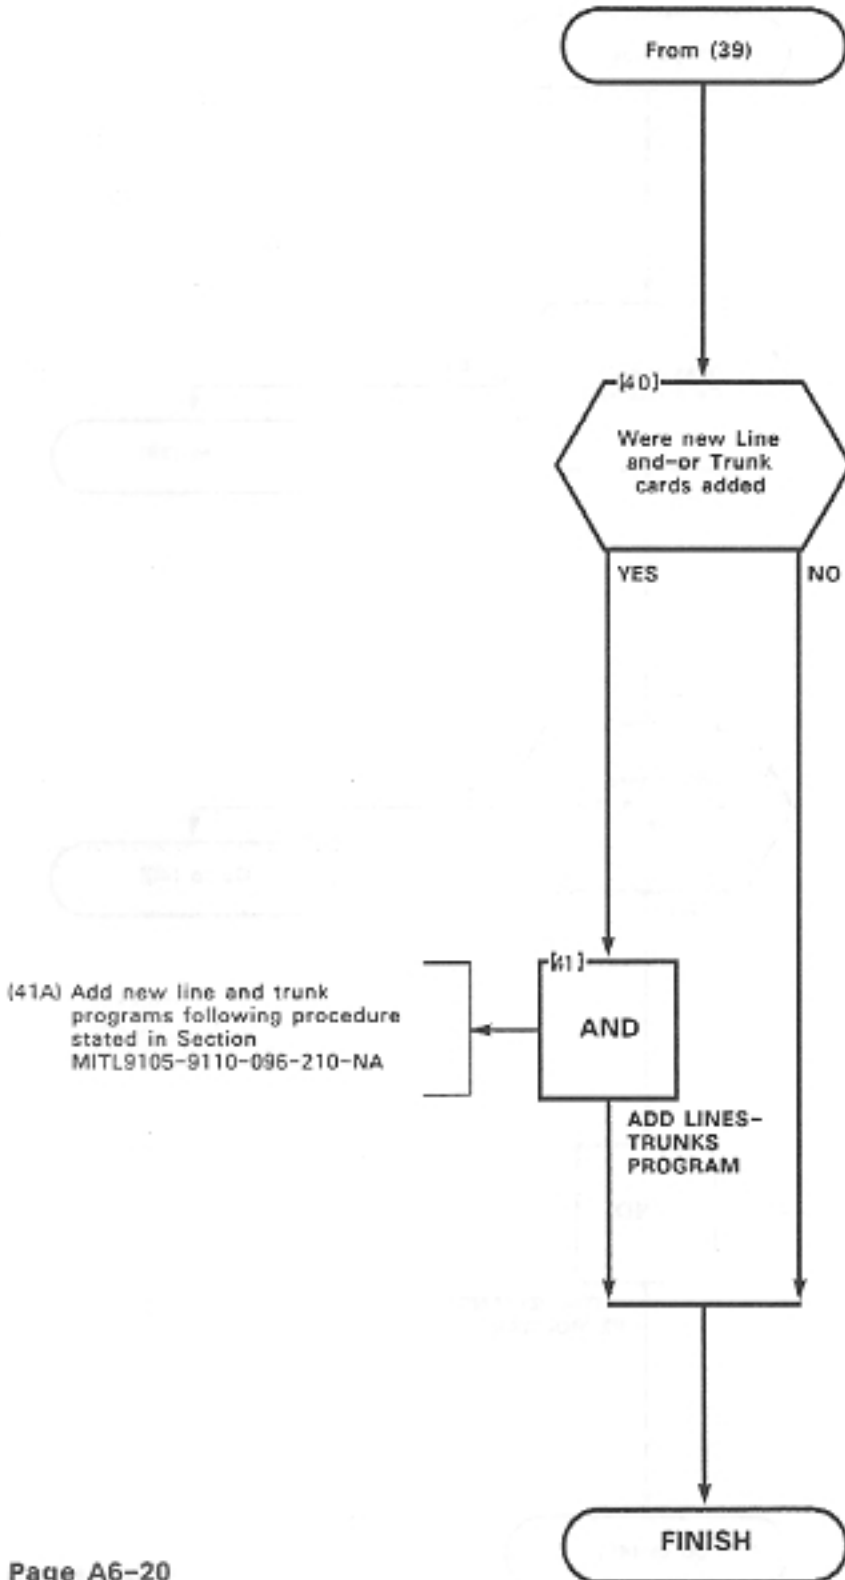 From (39)
[40]
Were new Line
and-or Trunk
cards added
YES
NO
[41]
AND
(41A) Add new line and trunk
programs following procedure
stated in Section
MITL9105-9110-096-210-NA
ADD LINES-
TRUNKS
PROGRAM
FINISH
Page A6-20